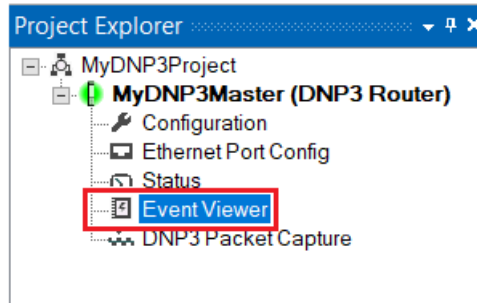 Project Explorer
MyDNP3Project
MyDNP3Master (DNP3 Router)
Configuration
Ethernet Port Config
Status
Event Viewer
DNP3 Packet Capture